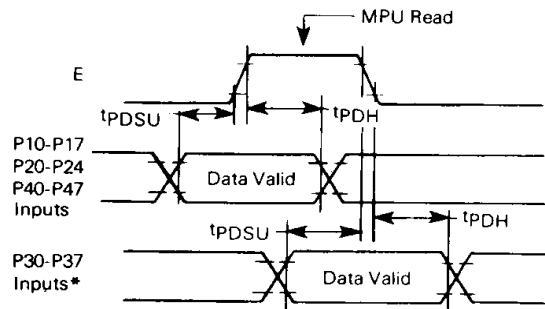 MPU Read
E
tPDSU
tPDH
P10-P17
P20-P24
P40-P47
Inputs
Data Valid
tPDSU
tPDH
P30-P37
Inputs*
Data Valid